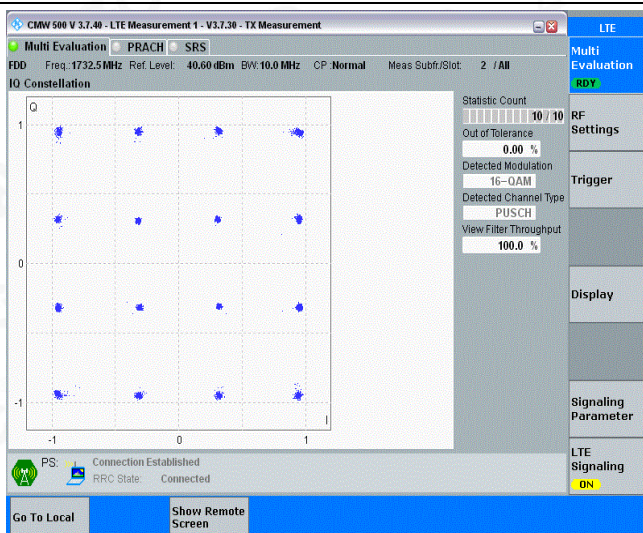 CMW 500 V 3.7.40 - LTE Measurement 1 - V3.7.30 - TX Measurement
LTE
Multi Evaluation PRACH SRS
FDD Freq.:1732.5 MHz Ref. Level: 40.60 dBm BW:10.0 MHz CP :Normal Meas Subfr./Slot: 2 / All
IQ Constellation
Q
1
0
-1
-1 0 1
I
Statistic Count
10 / 10
Out of Tolerance
0.00 %
Detected Modulation
16-QAM
Detected Channel Type
PUSCH
View Filter Throughput
100.0 %
Multi
Evaluation
RDY
RF
Settings
Trigger
Display
Signaling
Parameter
LTE
Signaling
ON
PS: Connection Established
RRC State: Connected
Go To Local
Show Remote
Screen